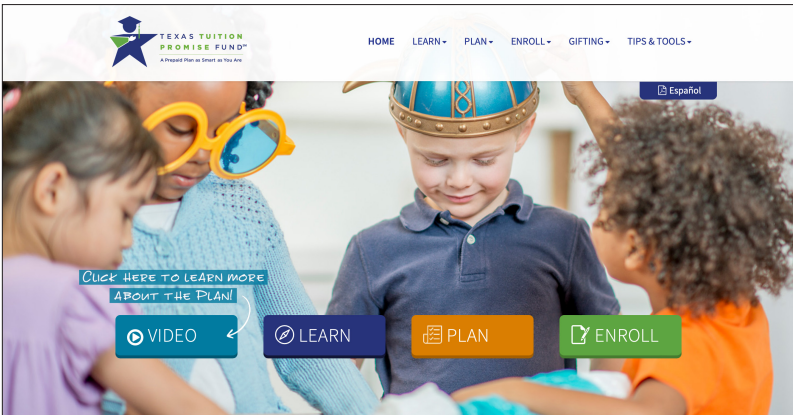 TEXAS TUITION
PROMISE FUND℠
A Prepaid Plan as Smart as You Are
HOME LEARN PLAN ENROLL GIFTING TIPS & TOOLS
Español
CLICK HERE TO LEARN MORE
ABOUT THE PLAN!
VIDEO LEARN PLAN ENROLL